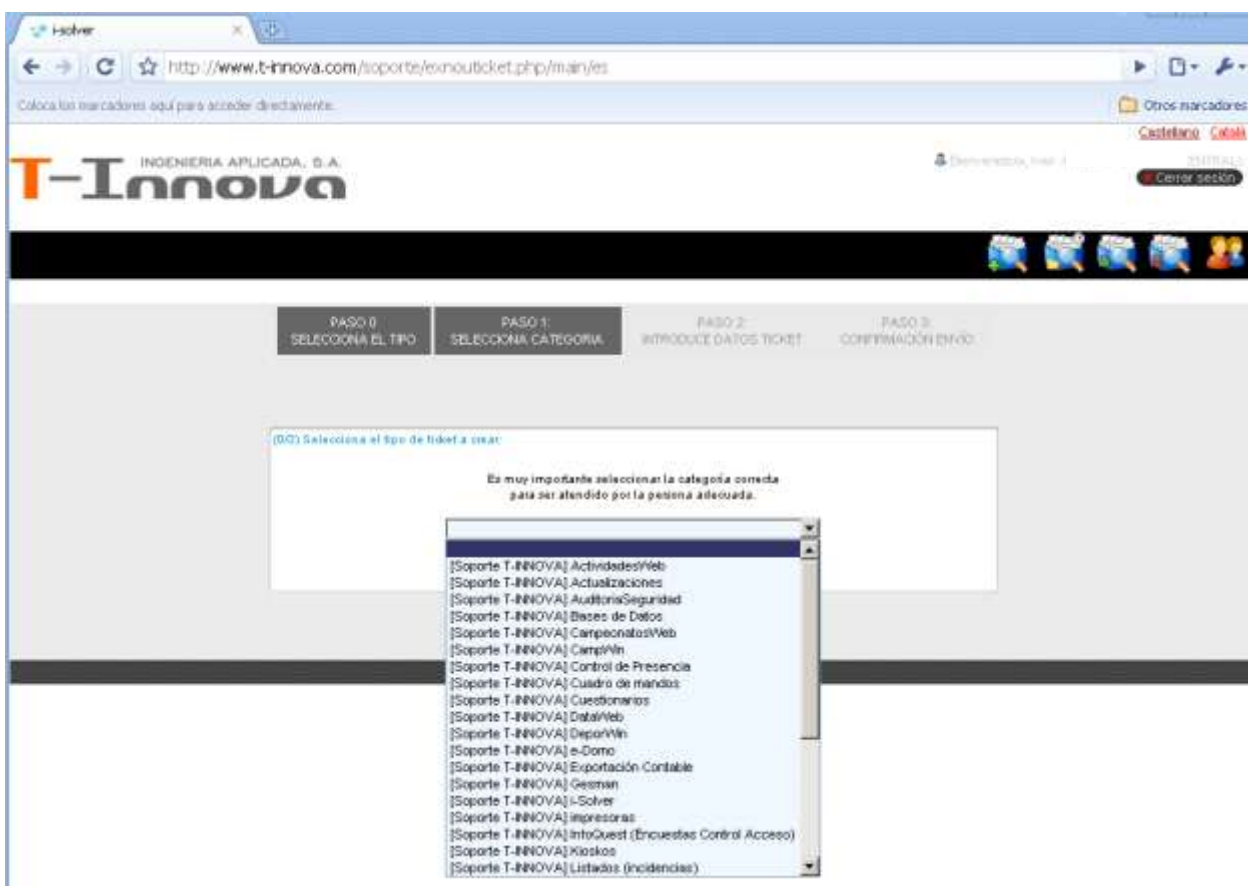 i-solver
http://www.t-innova.com/soporte/exnouticket.php/main/es
Coloca los marcadores aquí para acceder directamente.
Otros marcadores
Castellano Català
INGENIERIA APLICADA, S.A.
T-Innova
Cerrar sesión
PASO 0
SELECCIONA EL TIPO
PASO 1:
SELECCIONA CATEGORIA
PASO 2:
INTRODUCE DATOS TICKET
PASO 3:
CONFIRMACIÓN ENVÍO
Selecciona el tipo de ticket a crear
Es muy importante seleccionar la categoría correcta
para ser atendido por la persona adecuada.
[Soporte T-INNOVA] ActividadesWeb
[Soporte T-INNOVA] Actualizaciones
[Soporte T-INNOVA] AuditoriaSeguridad
[Soporte T-INNOVA] Bases de Datos
[Soporte T-INNOVA] CampeonatosWeb
[Soporte T-INNOVA] CampWin
[Soporte T-INNOVA] Control de Presencia
[Soporte T-INNOVA] Cuadro de mandos
[Soporte T-INNOVA] Cuestionarios
[Soporte T-INNOVA] DataWeb
[Soporte T-INNOVA] DeporWin
[Soporte T-INNOVA] e-Domo
[Soporte T-INNOVA] Exportación Contable
[Soporte T-INNOVA] Gesman
[Soporte T-INNOVA] i-Solver
[Soporte T-INNOVA] impresoras
[Soporte T-INNOVA] InfoQuest (Encuestas Control Acceso)
[Soporte T-INNOVA] Kioskos
[Soporte T-INNOVA] Listados (incidencias)